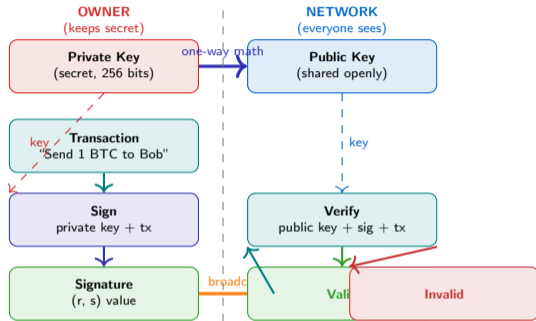 OWNER
(keeps secret)
NETWORK
(everyone sees)
Private Key
(secret, 256 bits)
one-way math
Public Key
(shared openly)
key
Transaction
“Send 1 BTC to Bob”
key
Sign
private key + tx
Verify
public key + sig + tx
Signature
(r, s) value
broadc
Vali
Invalid